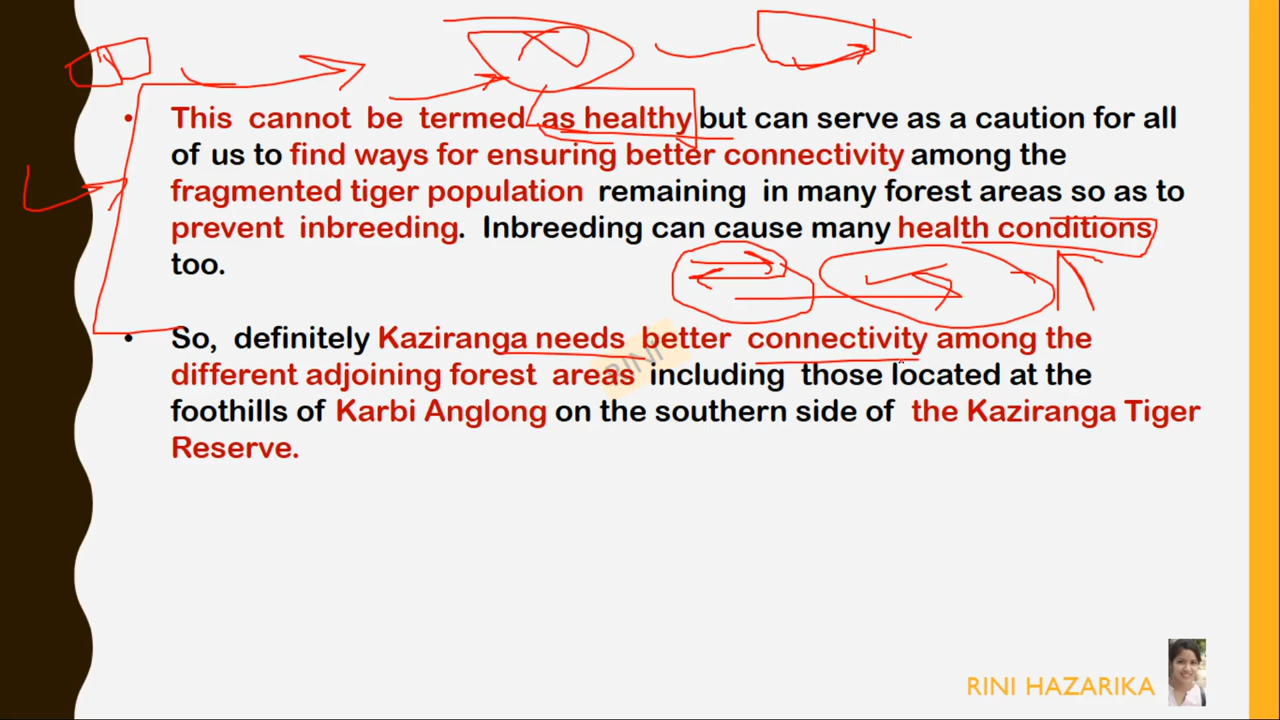 • This cannot be termed as healthy but can serve as a caution for all
of us to find ways for ensuring better connectivity among the
fragmented tiger population remaining in many forest areas so as to
prevent inbreeding. Inbreeding can cause many health conditions
too.
• So, definitely Kaziranga needs better connectivity among the
different adjoining forest areas including those located at the
foothills of Karbi Anglong on the southern side of the Kaziranga Tiger
Reserve.
RINI
RINI HAZARIKA